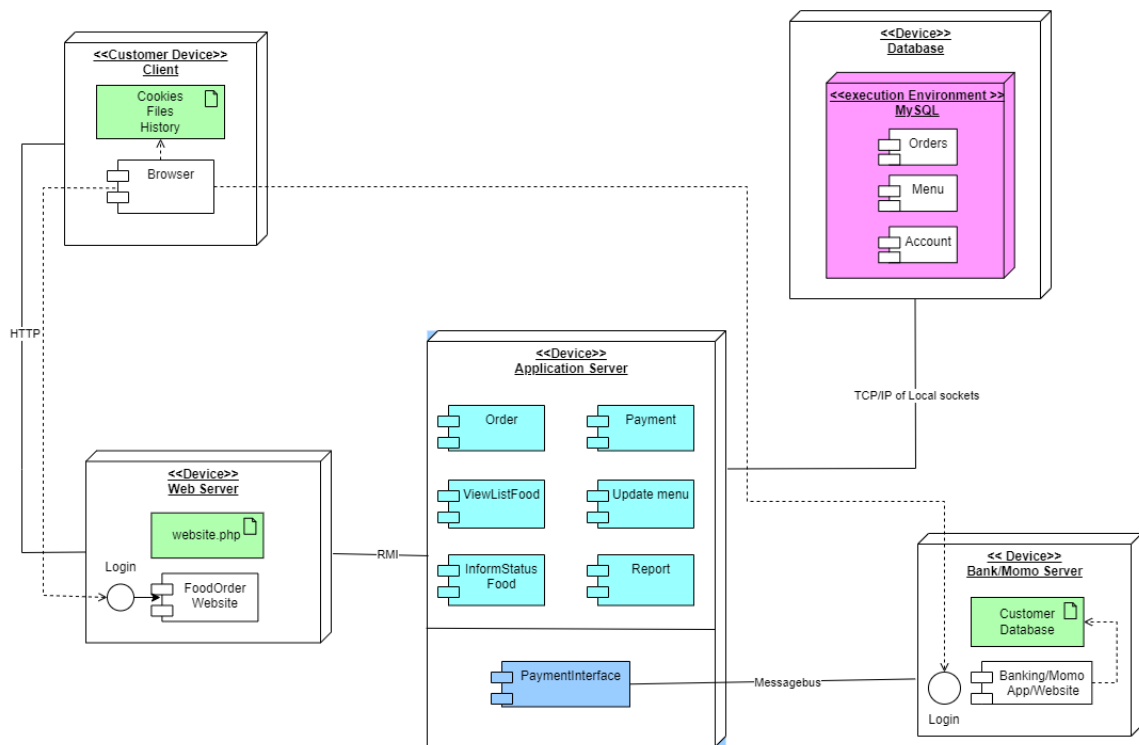 <<Customer Device>>
Client
Cookies
Files
History
Browser
<<Device>>
Database
<<execution Environment >>
MySQL
Orders
Menu
Account
HTTP
<<Device>>
Application Server
Order
Payment
ViewListFood
Update menu
InformStatus
Food
Report
PaymentInterface
TCP/IP of Local sockets
<<Device>>
Web Server
website.php
Login
FoodOrder
Website
RMI
Messagebus
<< Device>>
Bank/Momo Server
Customer
Database
Banking/Momo
App/Website
Login